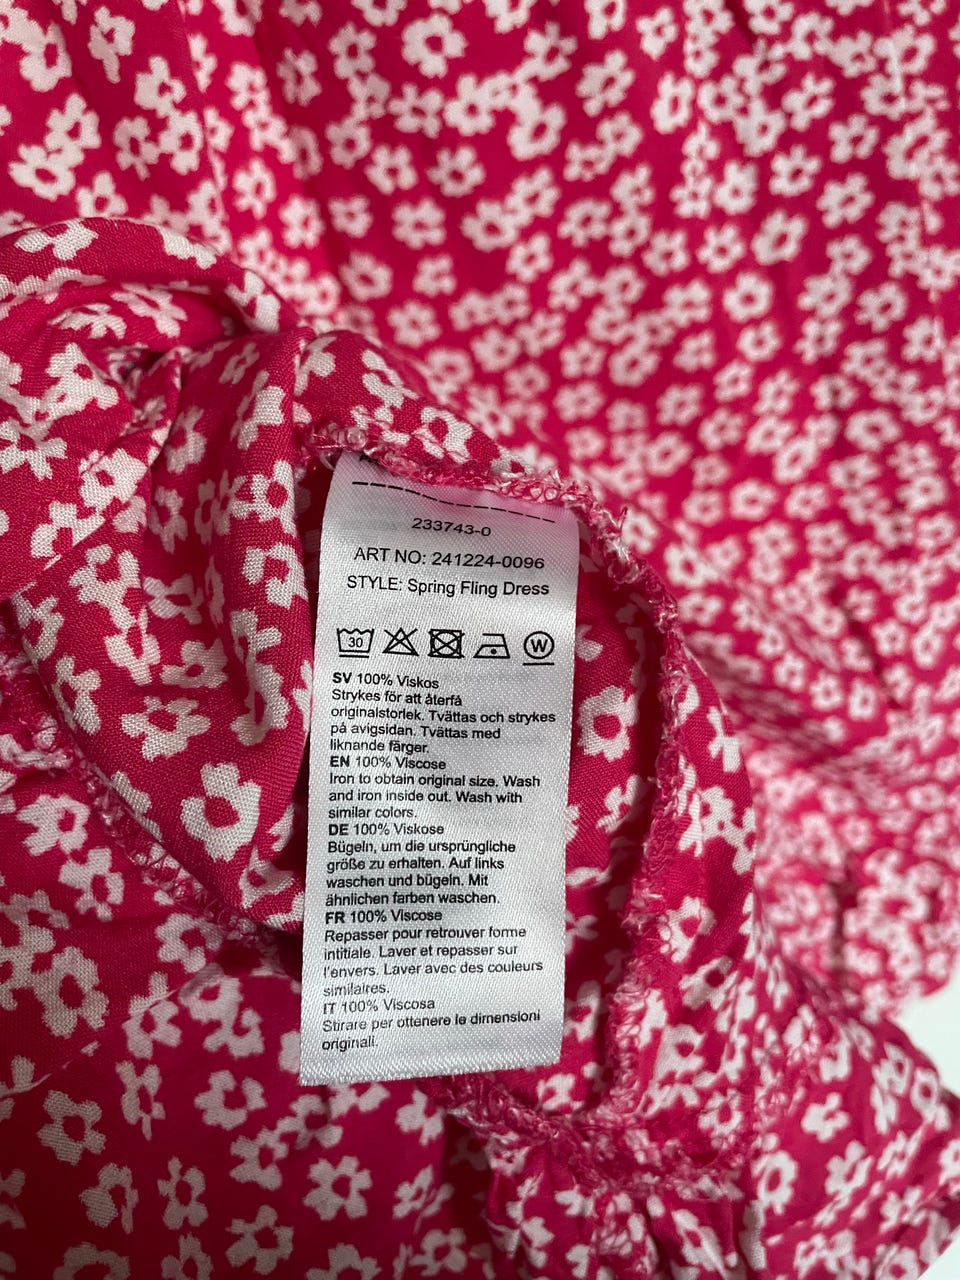 233743-0
ART NO: 241224-0096
STYLE: Spring Fling Dress
30 W
SV 100% Viskos
Strykes för att återfå
originalstorlek. Tvättas och strykes
på avigsidan. Tvättas med
liknande färger.
EN 100% Viscose
Iron to obtain original size. Wash
and iron inside out. Wash with
similar colors.
DE 100% Viskose
Bügeln, um die ursprüngliche
größe zu erhalten. Auf links
waschen und bügeln. Mit
ähnlichen farben waschen.
FR 100% Viscose
Repasser pour retrouver forme
intitiale. Laver et repasser sur
l'envers. Laver avec des couleurs
similaires.
IT 100% Viscosa
Stirare per ottenere le dimensioni
originali.